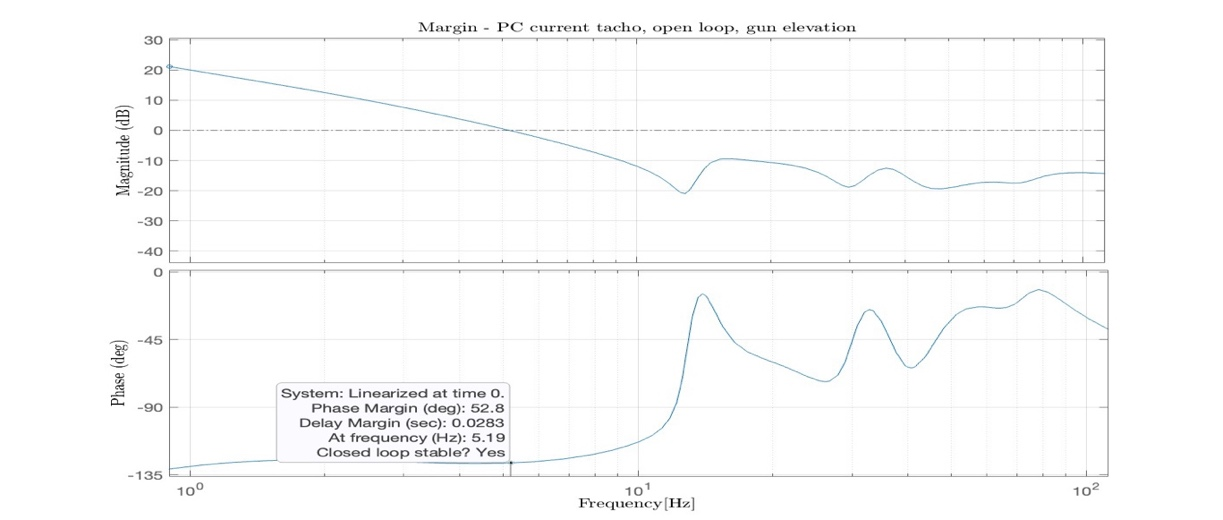 Margin - PC current tacho, open loop, gun elevation
30
20
10
0
-10
-20
-30
-40
Magnitude (dB)
0
-45
-90
-135
Phase (deg)
System: Linearized at time 0.
Phase Margin (deg): 52.8
Delay Margin (sec): 0.0283
At frequency (Hz): 5.19
Closed loop stable? Yes
10^0
10^1
10^2
Frequency[Hz]